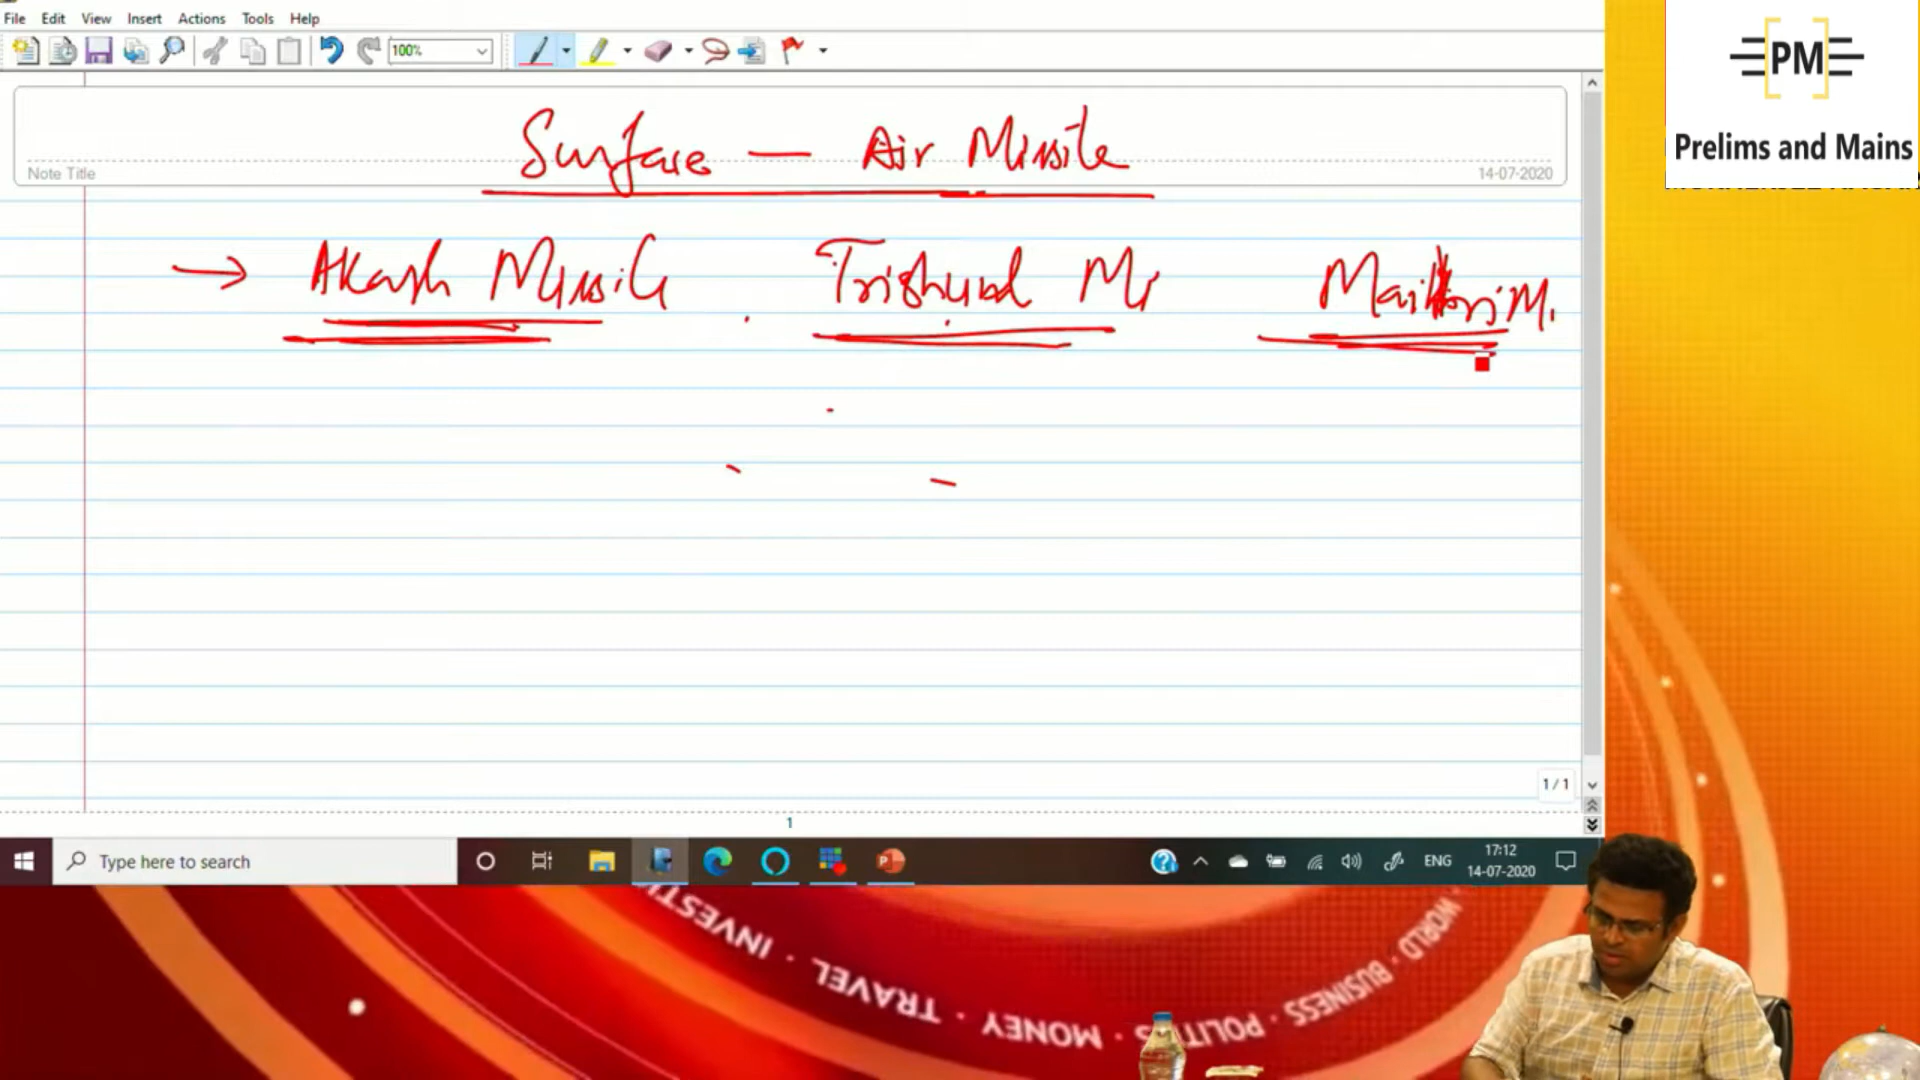 File Edit View Insert Actions Tools Help
100%
PM
Prelims and Mains
Surface — Air Missile
Note Title
14-07-2020
→ Akash Missile Trishul M Maitri M.
1 / 1
1
Type here to search
ENG
17:12
14-07-2020
INVESTI · TRAVEL · MONEY · POLITICS · BUSINESS · WORLD